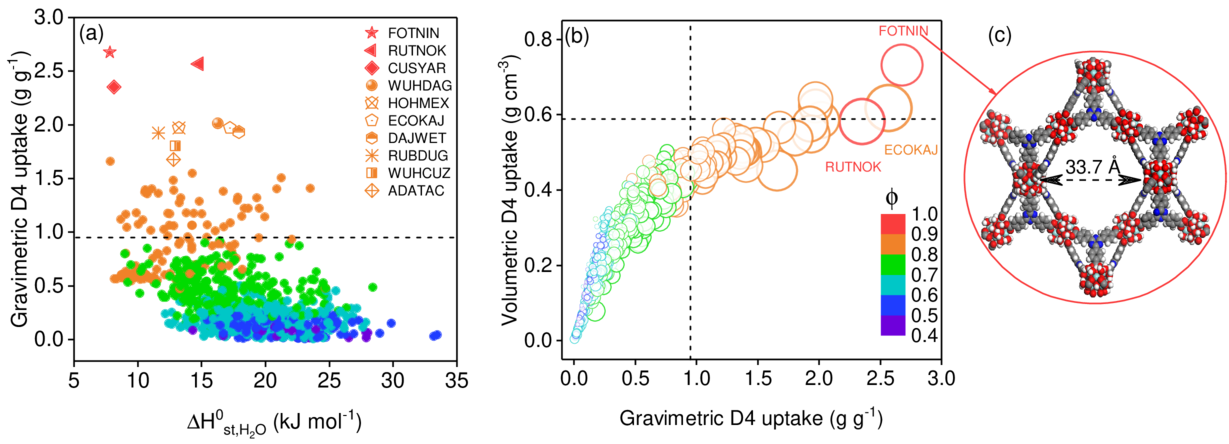 (a)
3.0
2.5
2.0
1.5
1.0
0.5
0.0
Gravimetric D4 uptake (g g⁻¹)
5 10 15 20 25 30 35
ΔH⁰st,H₂O (kJ mol⁻¹)
FOTNIN
RUTNOK
CUSYAR
WUHDAG
HOHMEX
ECOKAJ
DAJWET
RUBDUG
WUHCUZ
ADATAC
(b)
0.8
0.6
0.4
0.2
0.0
Volumetric D4 uptake (g cm⁻³)
0.0 0.5 1.0 1.5 2.0 2.5 3.0
Gravimetric D4 uptake (g g⁻¹)
FOTNIN
ECOKAJ
RUTNOK
ϕ
1.0
0.9
0.8
0.7
0.6
0.5
0.4
(c)
33.7 Å